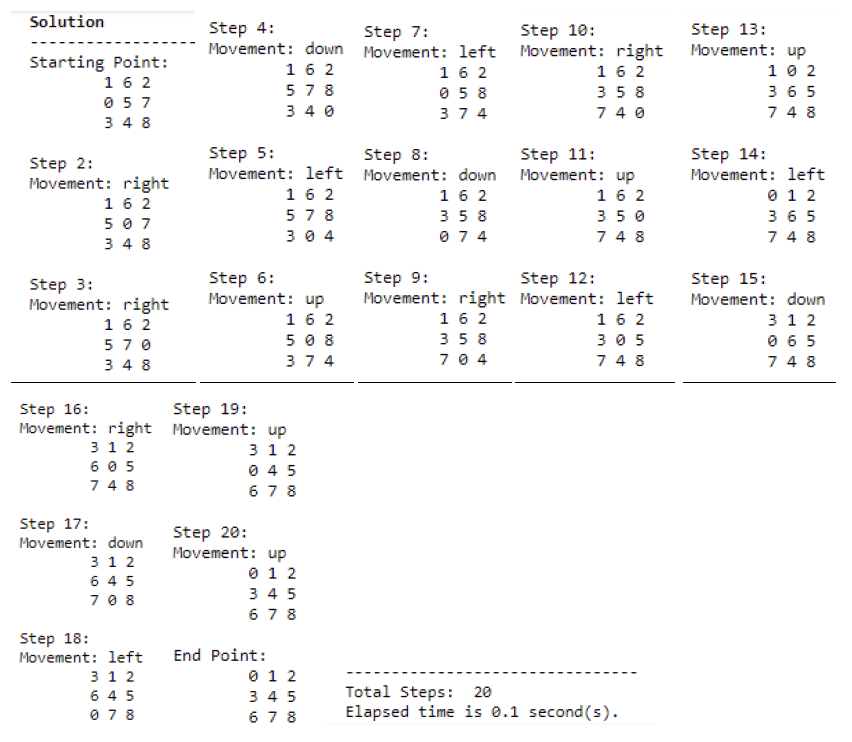 Solution
------------------
Starting Point:
1 6 2
0 5 7
3 4 8
Step 2:
Movement: right
1 6 2
5 0 7
3 4 8
Step 3:
Movement: right
1 6 2
5 7 0
3 4 8
Step 4:
Movement: down
1 6 2
5 7 8
3 4 0
Step 5:
Movement: left
1 6 2
5 7 8
3 0 4
Step 6:
Movement: up
1 6 2
5 0 8
3 7 4
Step 7:
Movement: left
1 6 2
0 5 8
3 7 4
Step 8:
Movement: down
1 6 2
3 5 8
0 7 4
Step 9:
Movement: right
1 6 2
3 5 8
7 0 4
Step 10:
Movement: right
1 6 2
3 5 8
7 4 0
Step 11:
Movement: up
1 6 2
3 5 0
7 4 8
Step 12:
Movement: left
1 6 2
3 0 5
7 4 8
Step 13:
Movement: up
1 0 2
3 6 5
7 4 8
Step 14:
Movement: left
0 1 2
3 6 5
7 4 8
Step 15:
Movement: down
3 1 2
0 6 5
7 4 8
Step 16:
Movement: right
3 1 2
6 0 5
7 4 8
Step 17:
Movement: down
3 1 2
6 4 5
7 0 8
Step 18:
Movement: left
3 1 2
6 4 5
0 7 8
Step 19:
Movement: up
3 1 2
0 4 5
6 7 8
Step 20:
Movement: up
0 1 2
3 4 5
6 7 8
End Point:
0 1 2
3 4 5
6 7 8
--------------------------------
Total Steps:  20
Elapsed time is 0.1 second(s).